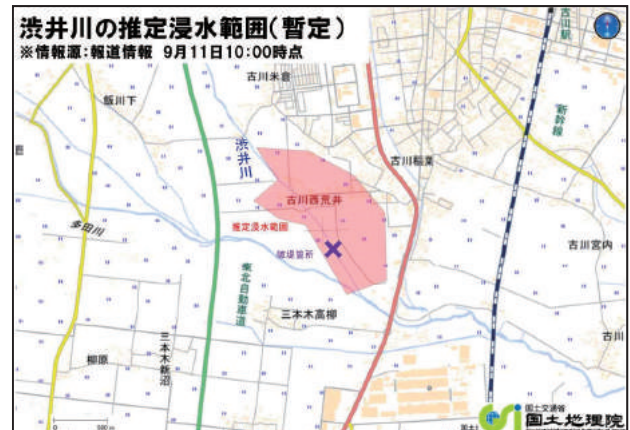 渋井川の推定浸水範囲(暫定)
※情報源:報道情報 9月11日10:00時点
古川駅
古川米倉
飯川下
新幹線
渋井川
古川稲葉
古川西荒井
多田川
推定浸水範囲
破堤箇所
古川宮内
東北自動車道
三本木高柳
三本木新沼
古川
柳原
500 m
国土交通省
国土地理院